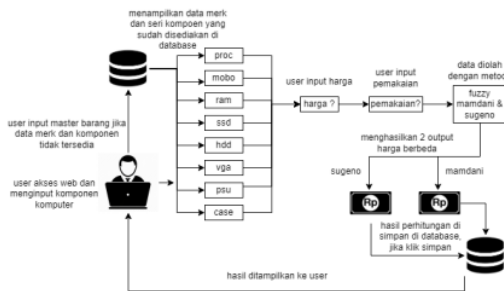 menampilkan data merk
dan seri kompoen yang
sudah disediakan di
database
proc
mobo
ram
ssd
hdd
vga
psu
case
user input master barang jika
data merk dan komponen
tidak tersedia
user akses web dan
menginput komponen
komputer
user input harga
harga ?
user input
pemakaian
pemakaian?
data diolah
dengan metod
fuzzy
mamdani &
sugeno
menghasilkan 2 output
harga berbeda
sugeno
mamdani
Rp
Rp
hasil perhitungan di
simpan di database,
jika klik simpan
hasil ditampilkan ke user